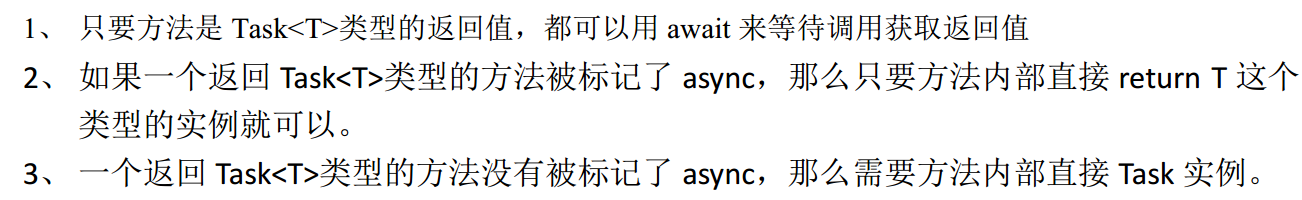 1、 只要方法是 Task<T>类型的返回值，都可以用 await 来等待调用获取返回值
2、 如果一个返回 Task<T>类型的方法被标记了 async，那么只要方法内部直接 return T 这个
类型的实例就可以。
3、 一个返回 Task<T>类型的方法没有被标记了 async，那么需要方法内部直接 Task 实例。